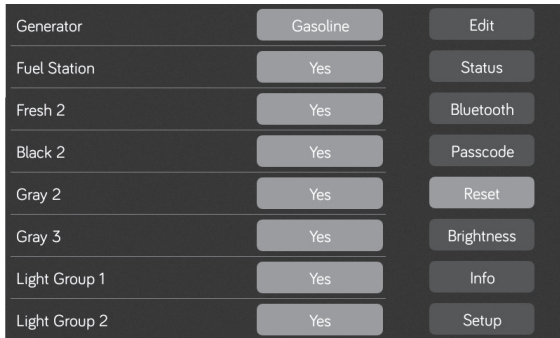 Generator Gasoline Edit
Fuel Station Yes Status
Fresh 2 Yes Bluetooth
Black 2 Yes Passcode
Gray 2 Yes Reset
Gray 3 Yes Brightness
Light Group 1 Yes Info
Light Group 2 Yes Setup